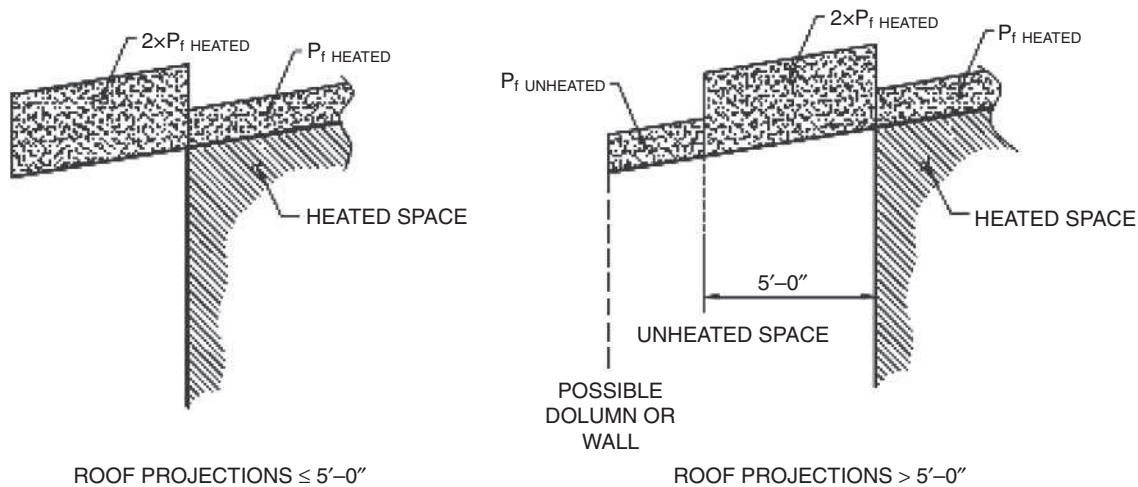 2×Pf HEATED
Pf HEATED
HEATED SPACE
ROOF PROJECTIONS ≤ 5′–0″
2×Pf HEATED
Pf HEATED
Pf UNHEATED
HEATED SPACE
5′–0″
UNHEATED SPACE
POSSIBLE
DOLUMN OR
WALL
ROOF PROJECTIONS > 5′–0″